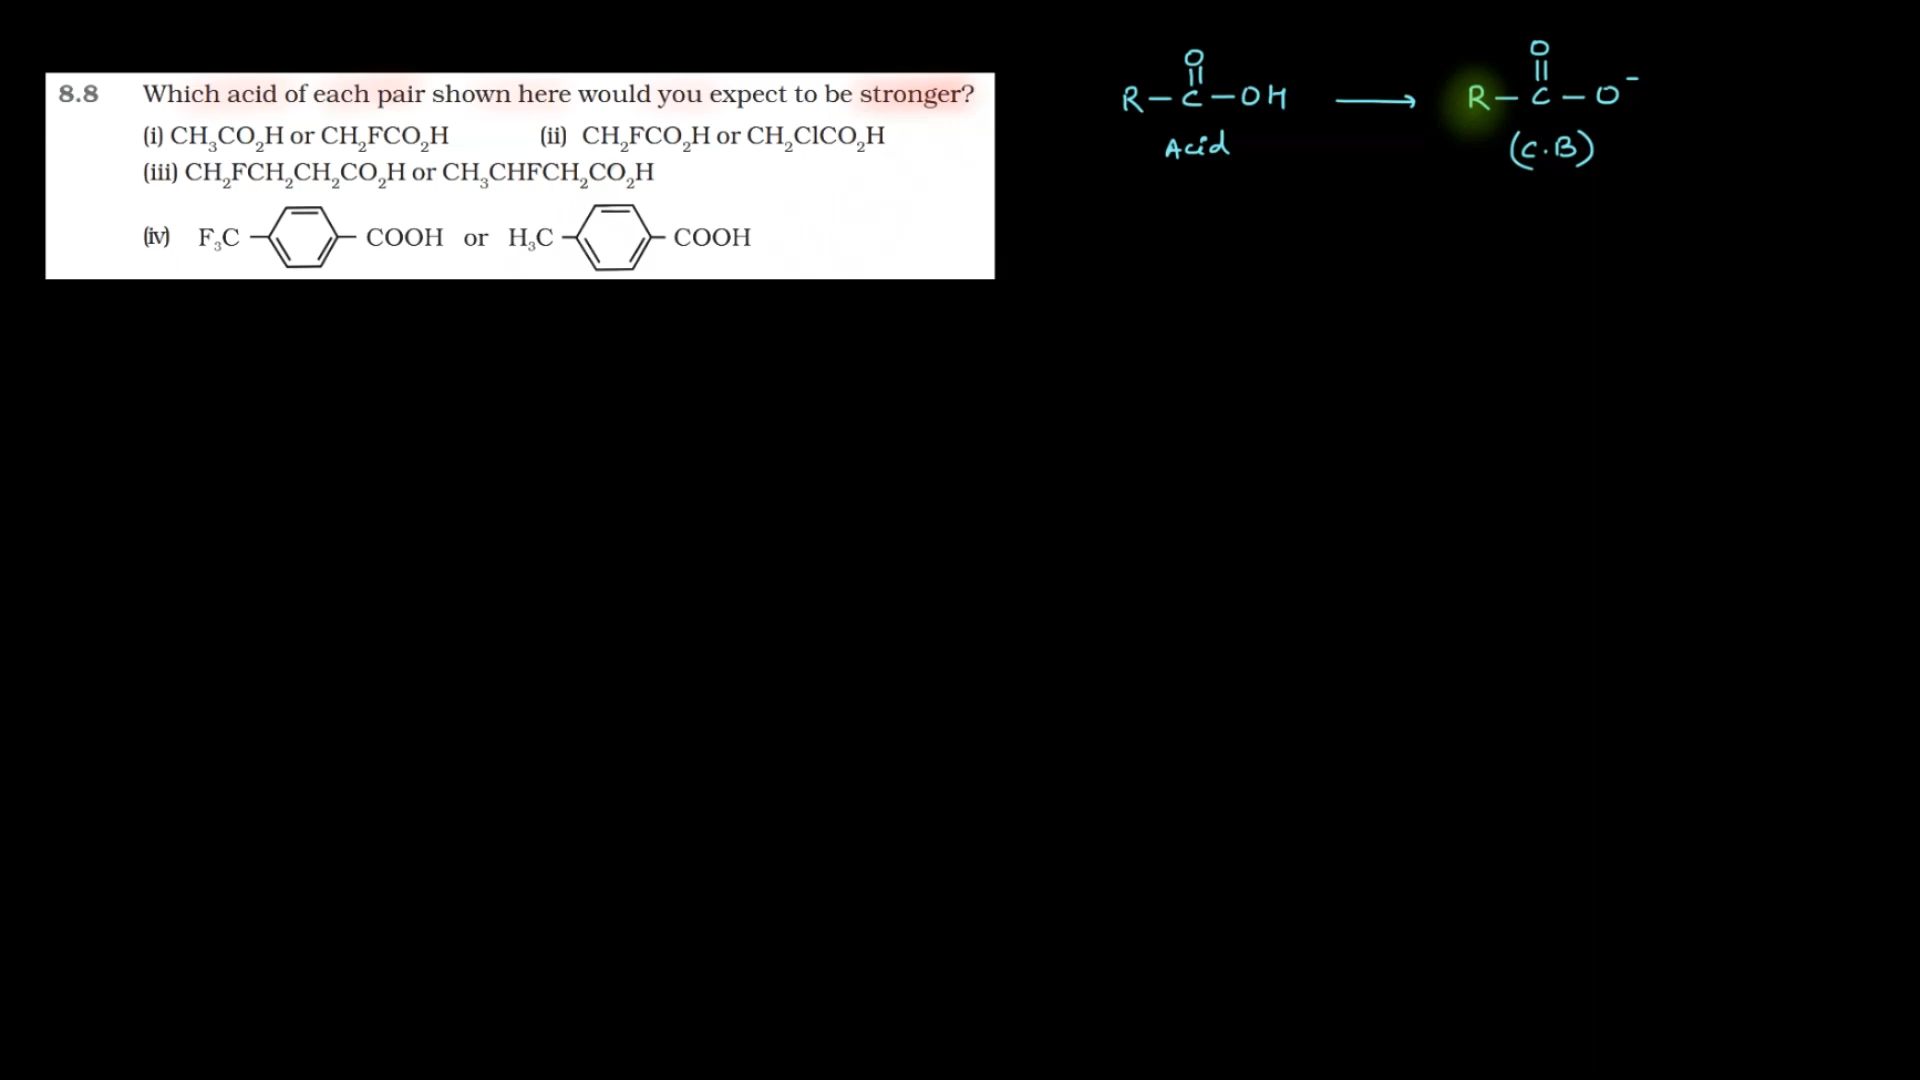 8.8 Which acid of each pair shown here would you expect to be stronger?
(i) CH₃CO₂H or CH₂FCO₂H (ii) CH₂FCO₂H or CH₂ClCO₂H
(iii) CH₂FCH₂CH₂CO₂H or CH₃CHFCH₂CO₂H
(iv) F₃C COOH or H₃C COOH
O
||
R — C — OH → R — C — O⁻
O
||
Acid (C.B)